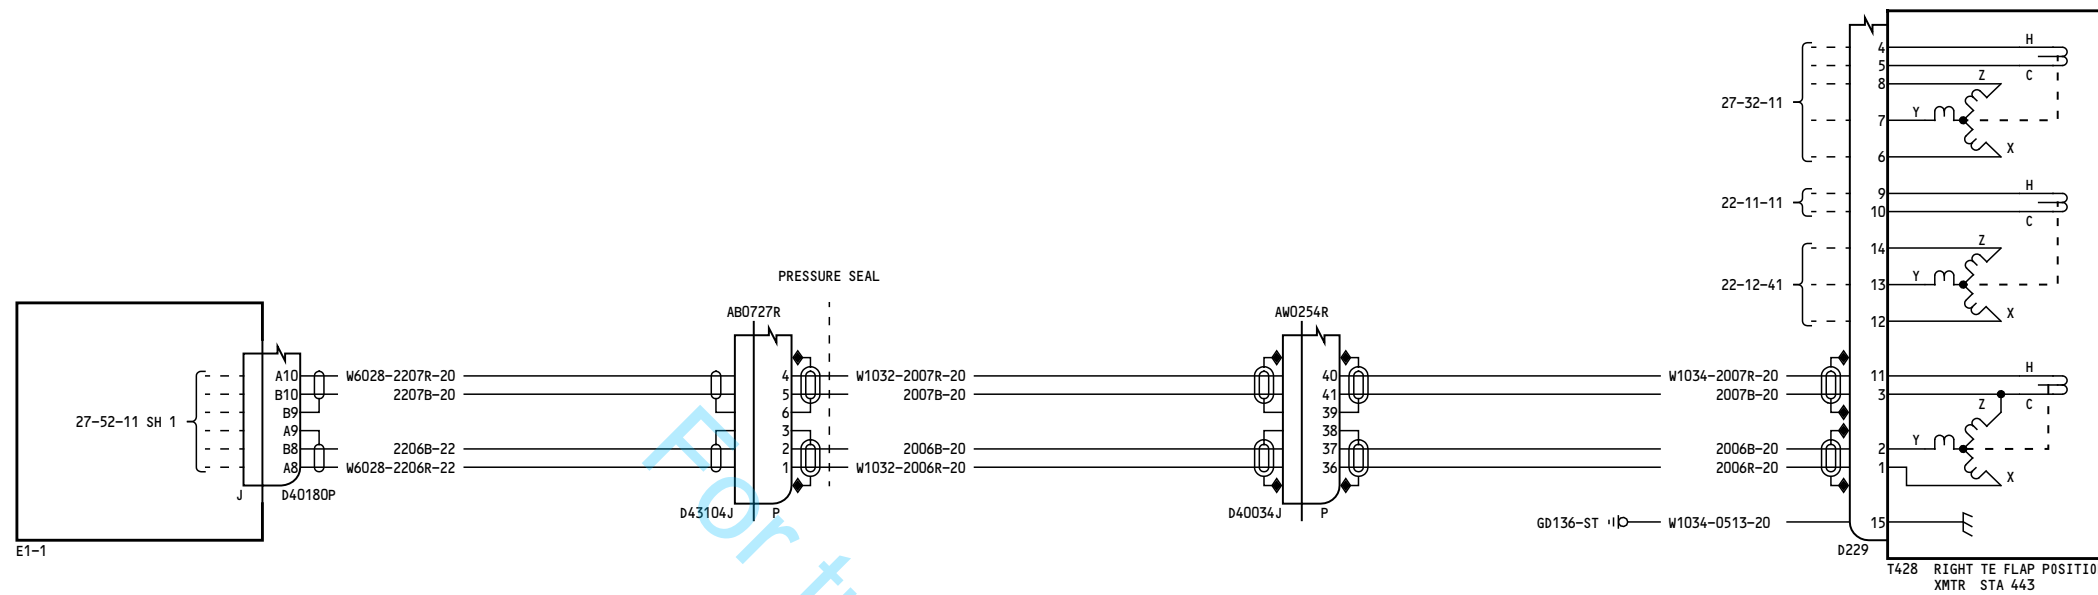 H
4
5
Z
C
8
27-32-11
Y
7
X
6
H
9
22-11-11
10
C
Z
14
PRESSURE SEAL
22-12-41
Y
13
AB0727R
AW0254R
X
12
H
A10
W6028-2207R-20
4
W1032-2007R-20
40
W1034-2007R-20
11
B10
2207B-20
5
2007B-20
41
2007B-20
3
Z
C
B9
6
39
27-52-11 SH 1
A9
3
38
Y
B8
2206B-22
2
2006B-20
37
2006B-20
2
A8
W6028-2206R-22
1
W1032-2006R-20
36
2006R-20
1
X
J
D40180P
D43104J
P
D40034J
P
GD136-ST
W1034-0513-20
15
E1-1
D229
T428 RIGHT TE FLAP POSITIO
XMTR STA 443
For t